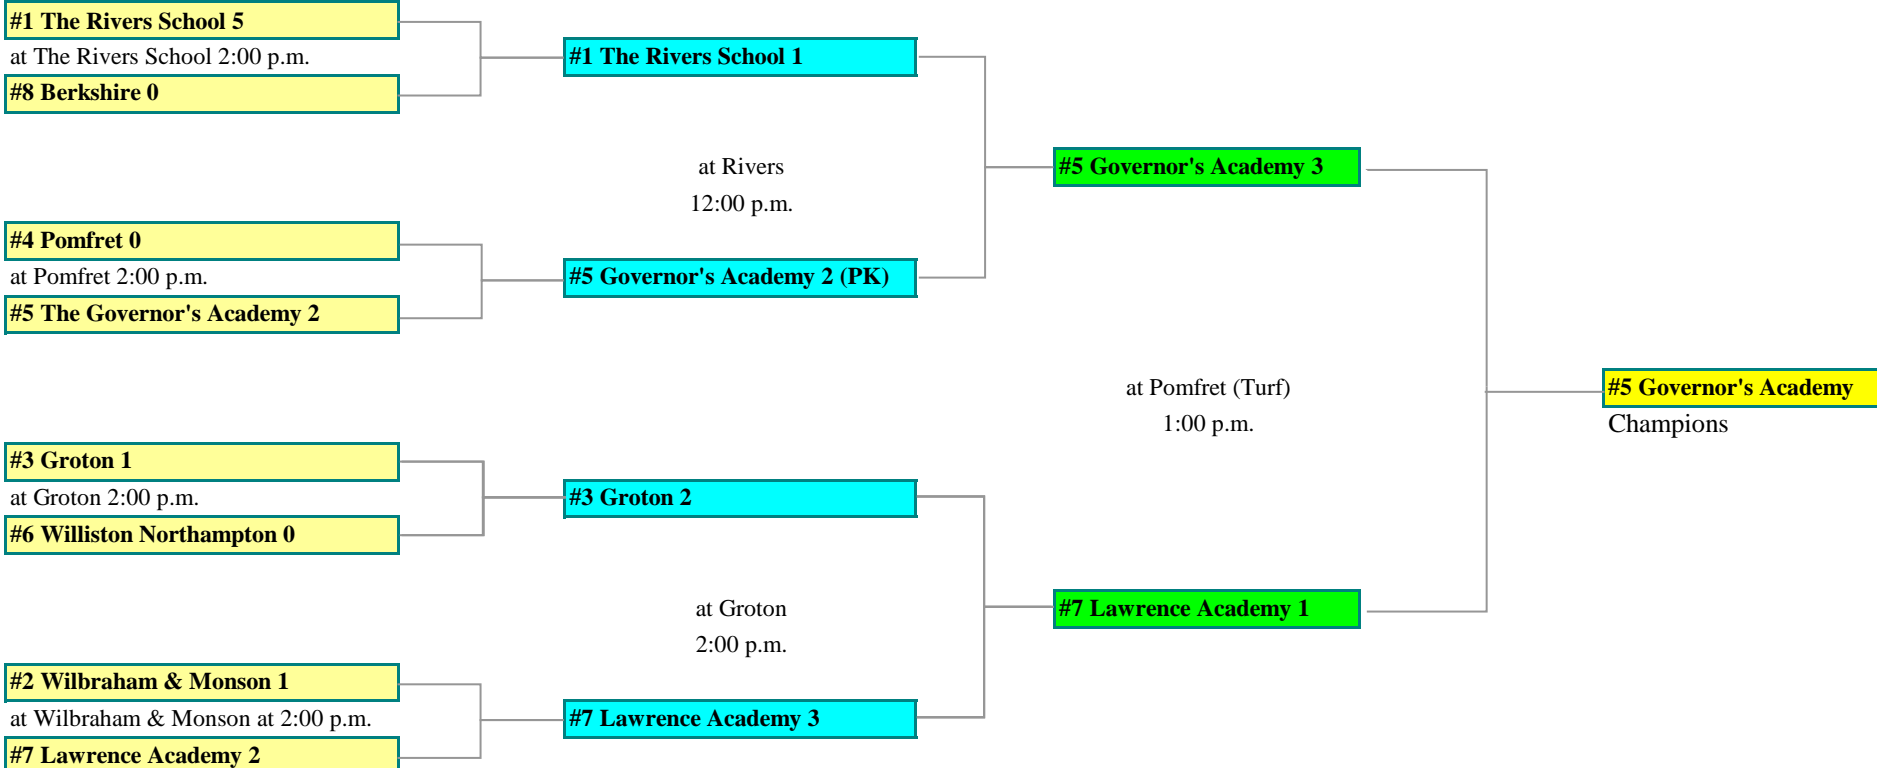 #1 The Rivers School 5
at The Rivers School 2:00 p.m.
#8 Berkshire 0
#4 Pomfret 0
at Pomfret 2:00 p.m.
#5 The Governor's Academy 2
#3 Groton 1
at Groton 2:00 p.m.
#6 Williston Northampton 0
#2 Wilbraham & Monson 1
at Wilbraham & Monson at 2:00 p.m.
#7 Lawrence Academy 2
#1 The Rivers School 1
at Rivers
12:00 p.m.
#5 Governor's Academy 2 (PK)
#3 Groton 2
at Groton
2:00 p.m.
#7 Lawrence Academy 3
#5 Governor's Academy 3
at Pomfret (Turf)
1:00 p.m.
#7 Lawrence Academy 1
#5 Governor's Academy
Champions